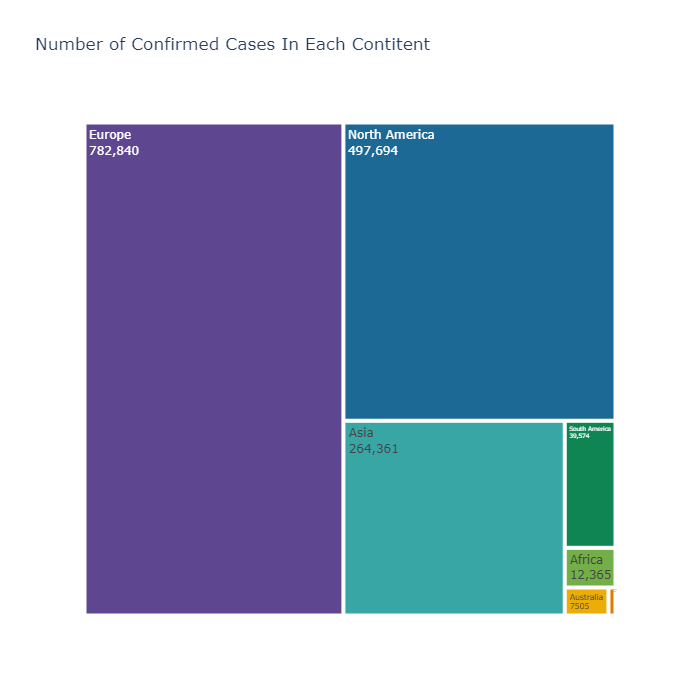 Number of Confirmed Cases In Each Contitent
Europe
782,840
North America
497,694
Asia
264,361
South America
39,574
Africa
12,365
Australia
7505